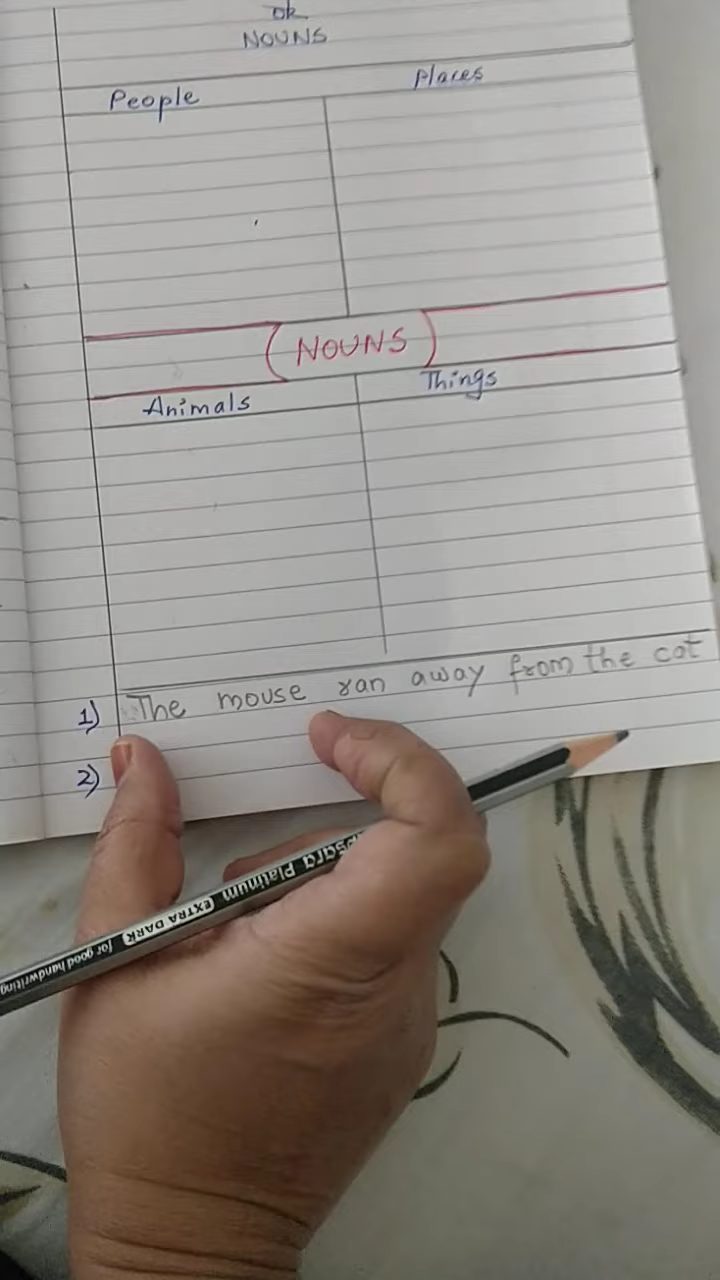 ok
NOUNS
People Places
(NOUNS)
Animals Things
1) The mouse ran away from the cat
2)
Platinum EXTRA DARK for good handwriting